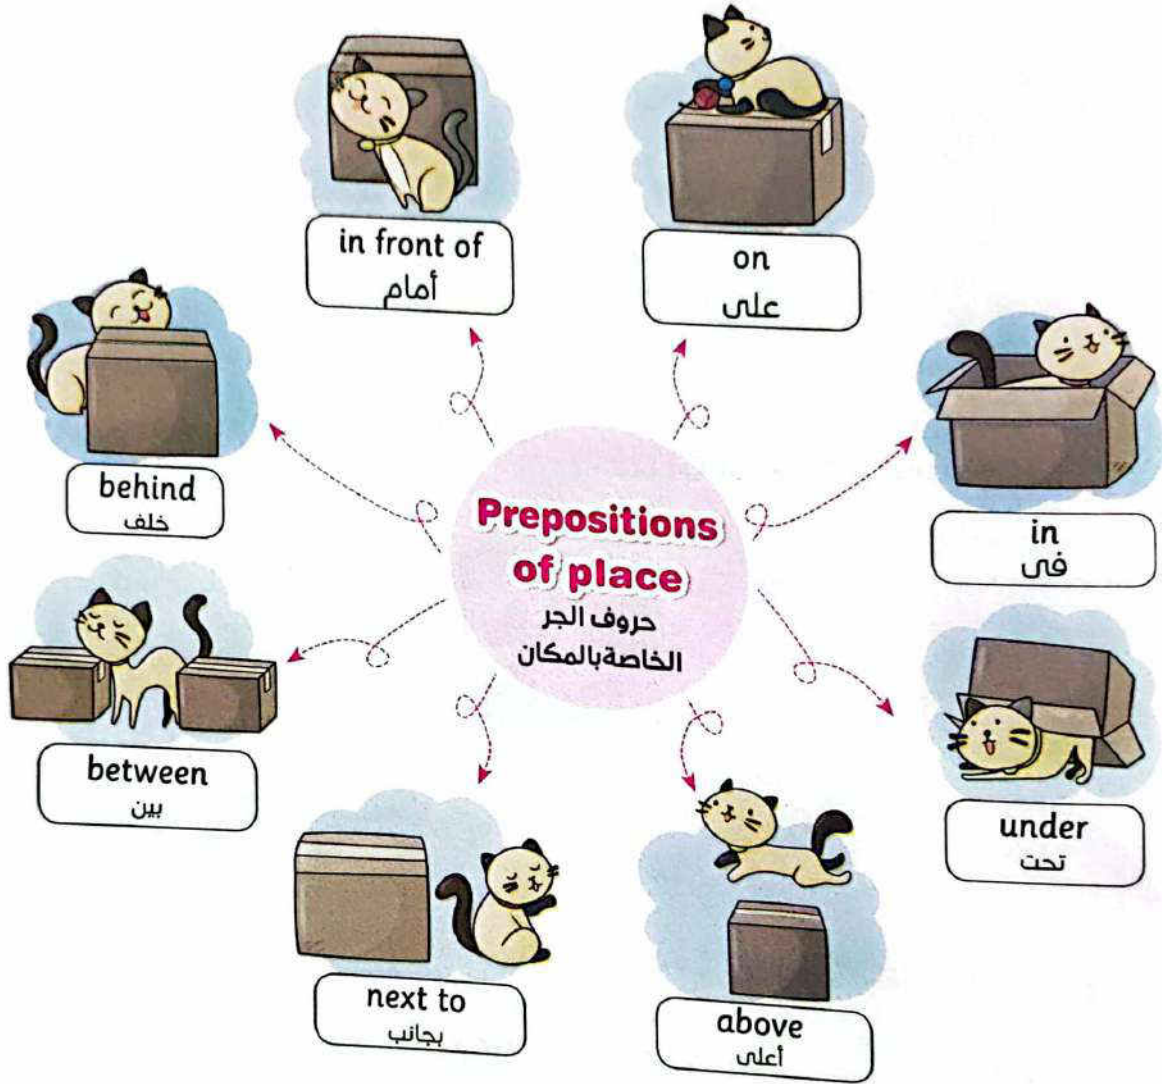 in front of
أمام
on
على
behind
خلف
in
فى
Prepositions
of place
حروف الجر
الخاصة بالمكان
between
بين
under
تحت
next to
بجانب
above
أعلى